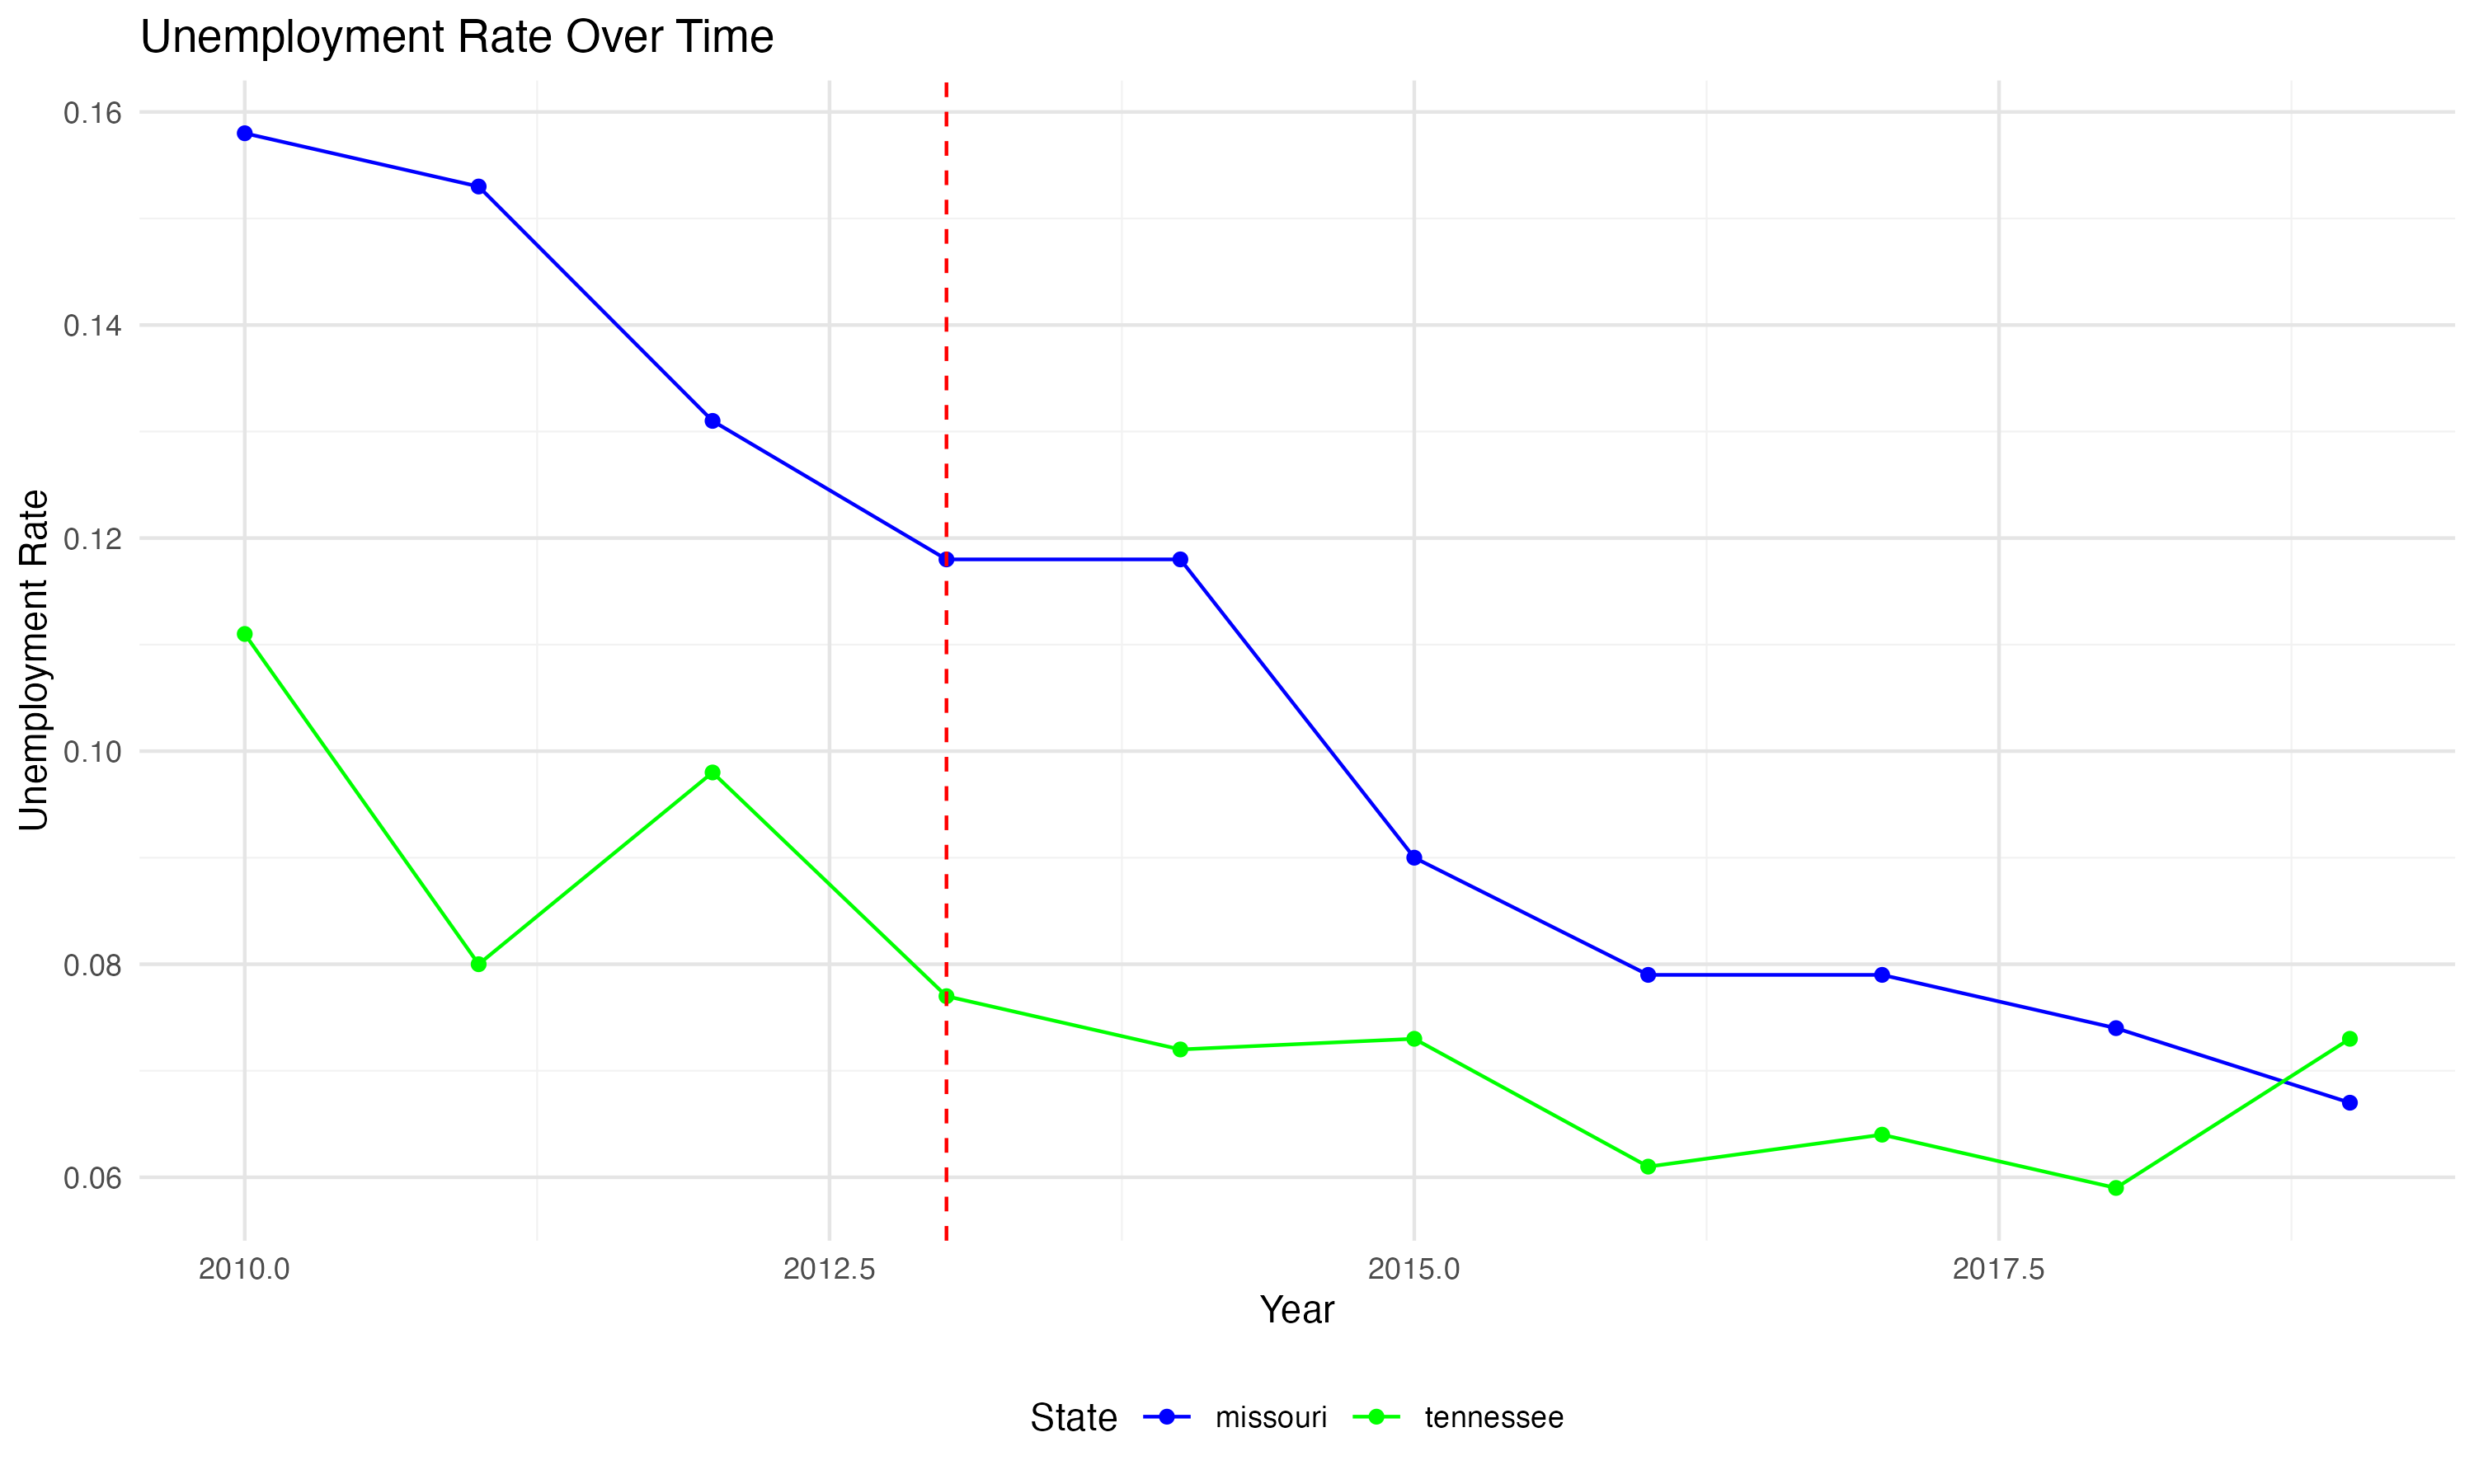 Unemployment Rate Over Time
0.16
0.14
0.12
0.10
0.08
0.06
Unemployment Rate
2010.0 2012.5 2015.0 2017.5
Year
State missouri tennessee